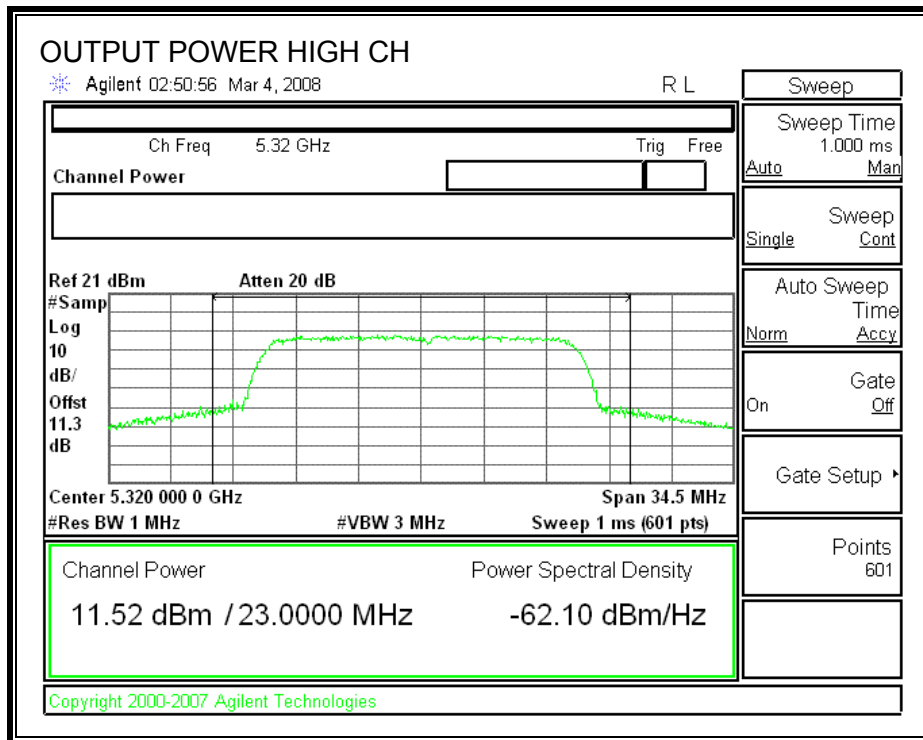 OUTPUT POWER HIGH CH
Agilent 02:50:56 Mar 4, 2008 R L
Ch Freq 5.32 GHz Trig Free
Channel Power
Ref 21 dBm Atten 20 dB
#Samp
Log
10
dB/
Offst
11.3
dB
Center 5.320 000 0 GHz Span 34.5 MHz
#Res BW 1 MHz #VBW 3 MHz Sweep 1 ms (601 pts)
Channel Power Power Spectral Density
11.52 dBm / 23.0000 MHz -62.10 dBm/Hz
Copyright 2000-2007 Agilent Technologies
Sweep
Sweep Time
1.000 ms
Auto Man
Sweep
Single Cont
Auto Sweep
Time
Norm Accy
Gate
On Off
Gate Setup
Points
601